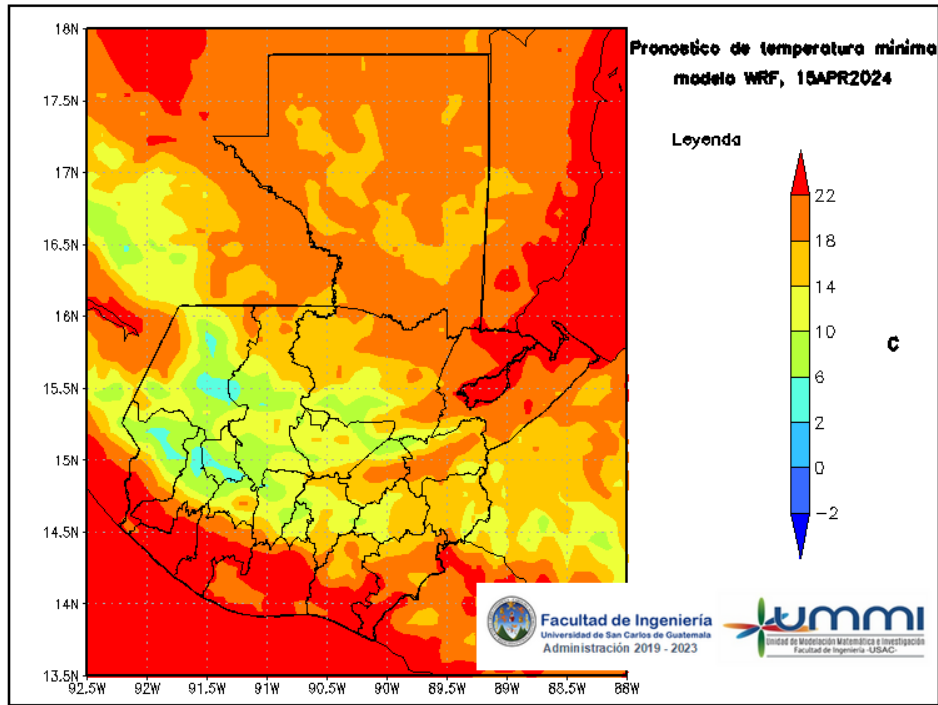 Pronostico de temperatura minima
modelo WRF, 15APR2024
Leyenda
22
18
14
10
6
2
0
-2
C
18N
17.5N
17N
16.5N
16N
15.5N
15N
14.5N
14N
13.5N
92.5W 92W 91.5W 91W 90.5W 90W 89.5W 89W 88.5W 88W
Facultad de Ingeniería
Universidad de San Carlos de Guatemala
Administración 2019 - 2023
ummi
Unidad de Modelación Matemática e Investigación
Facultad de Ingeniería -USAC-